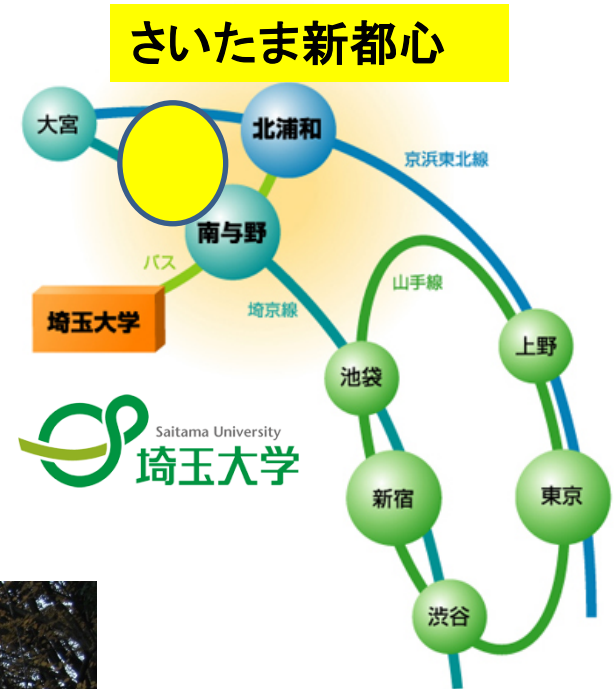 さいたま新都心
大宮
北浦和
京浜東北線
南与野
バス
山手線
埼玉大学
埼京線
上野
池袋
Saitama University
埼玉大学
新宿
東京
渋谷